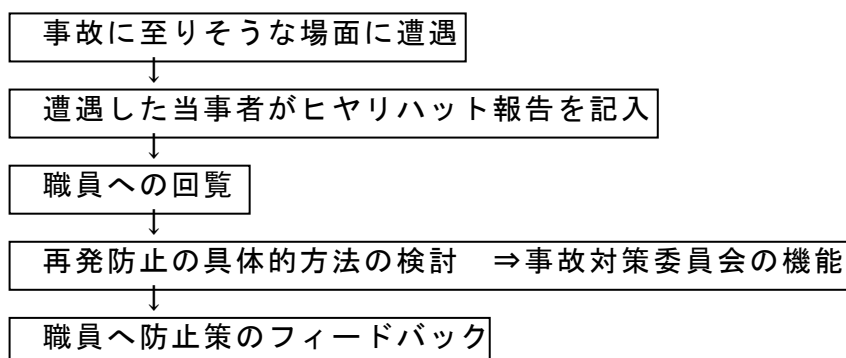 事故に至りそうな場面に遭遇
↓
遭遇した当事者がヒヤリハット報告を記入
↓
職員への回覧
↓
再発防止の具体的方法の検討　⇒事故対策委員会の機能
↓
職員へ防止策のフィードバック